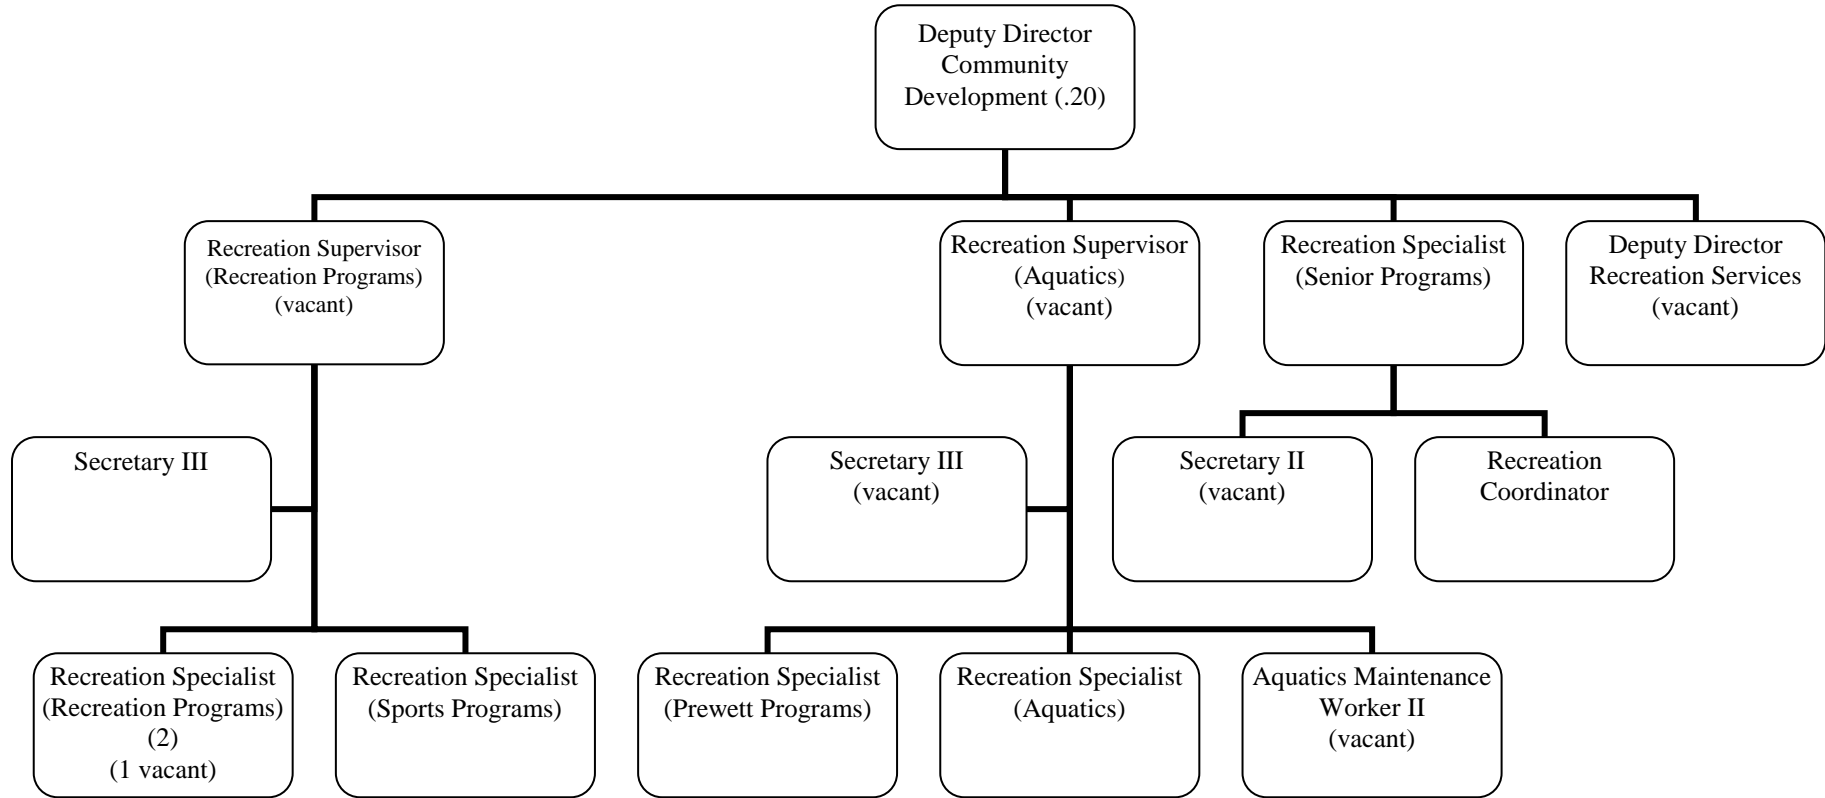 Deputy Director
Community
Development (.20)
Recreation Supervisor
(Recreation Programs)
(vacant)
Recreation Supervisor
(Aquatics)
(vacant)
Recreation Specialist
(Senior Programs)
Deputy Director
Recreation Services
(vacant)
Secretary III
Secretary III
(vacant)
Secretary II
(vacant)
Recreation
Coordinator
Recreation Specialist
(Recreation Programs)
(2)
(1 vacant)
Recreation Specialist
(Sports Programs)
Recreation Specialist
(Prewett Programs)
Recreation Specialist
(Aquatics)
Aquatics Maintenance
Worker II
(vacant)